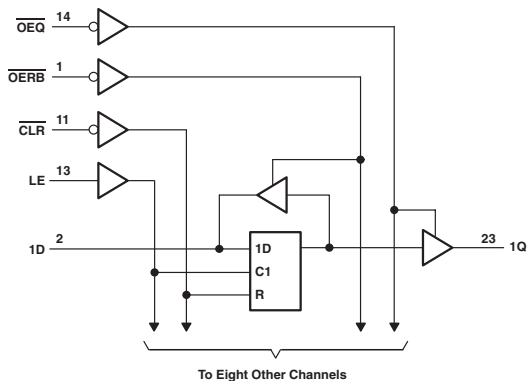 OEQ 14
OERB 1
CLR 11
LE 13
1D 2
1D
C1
R
23 1Q
To Eight Other Channels